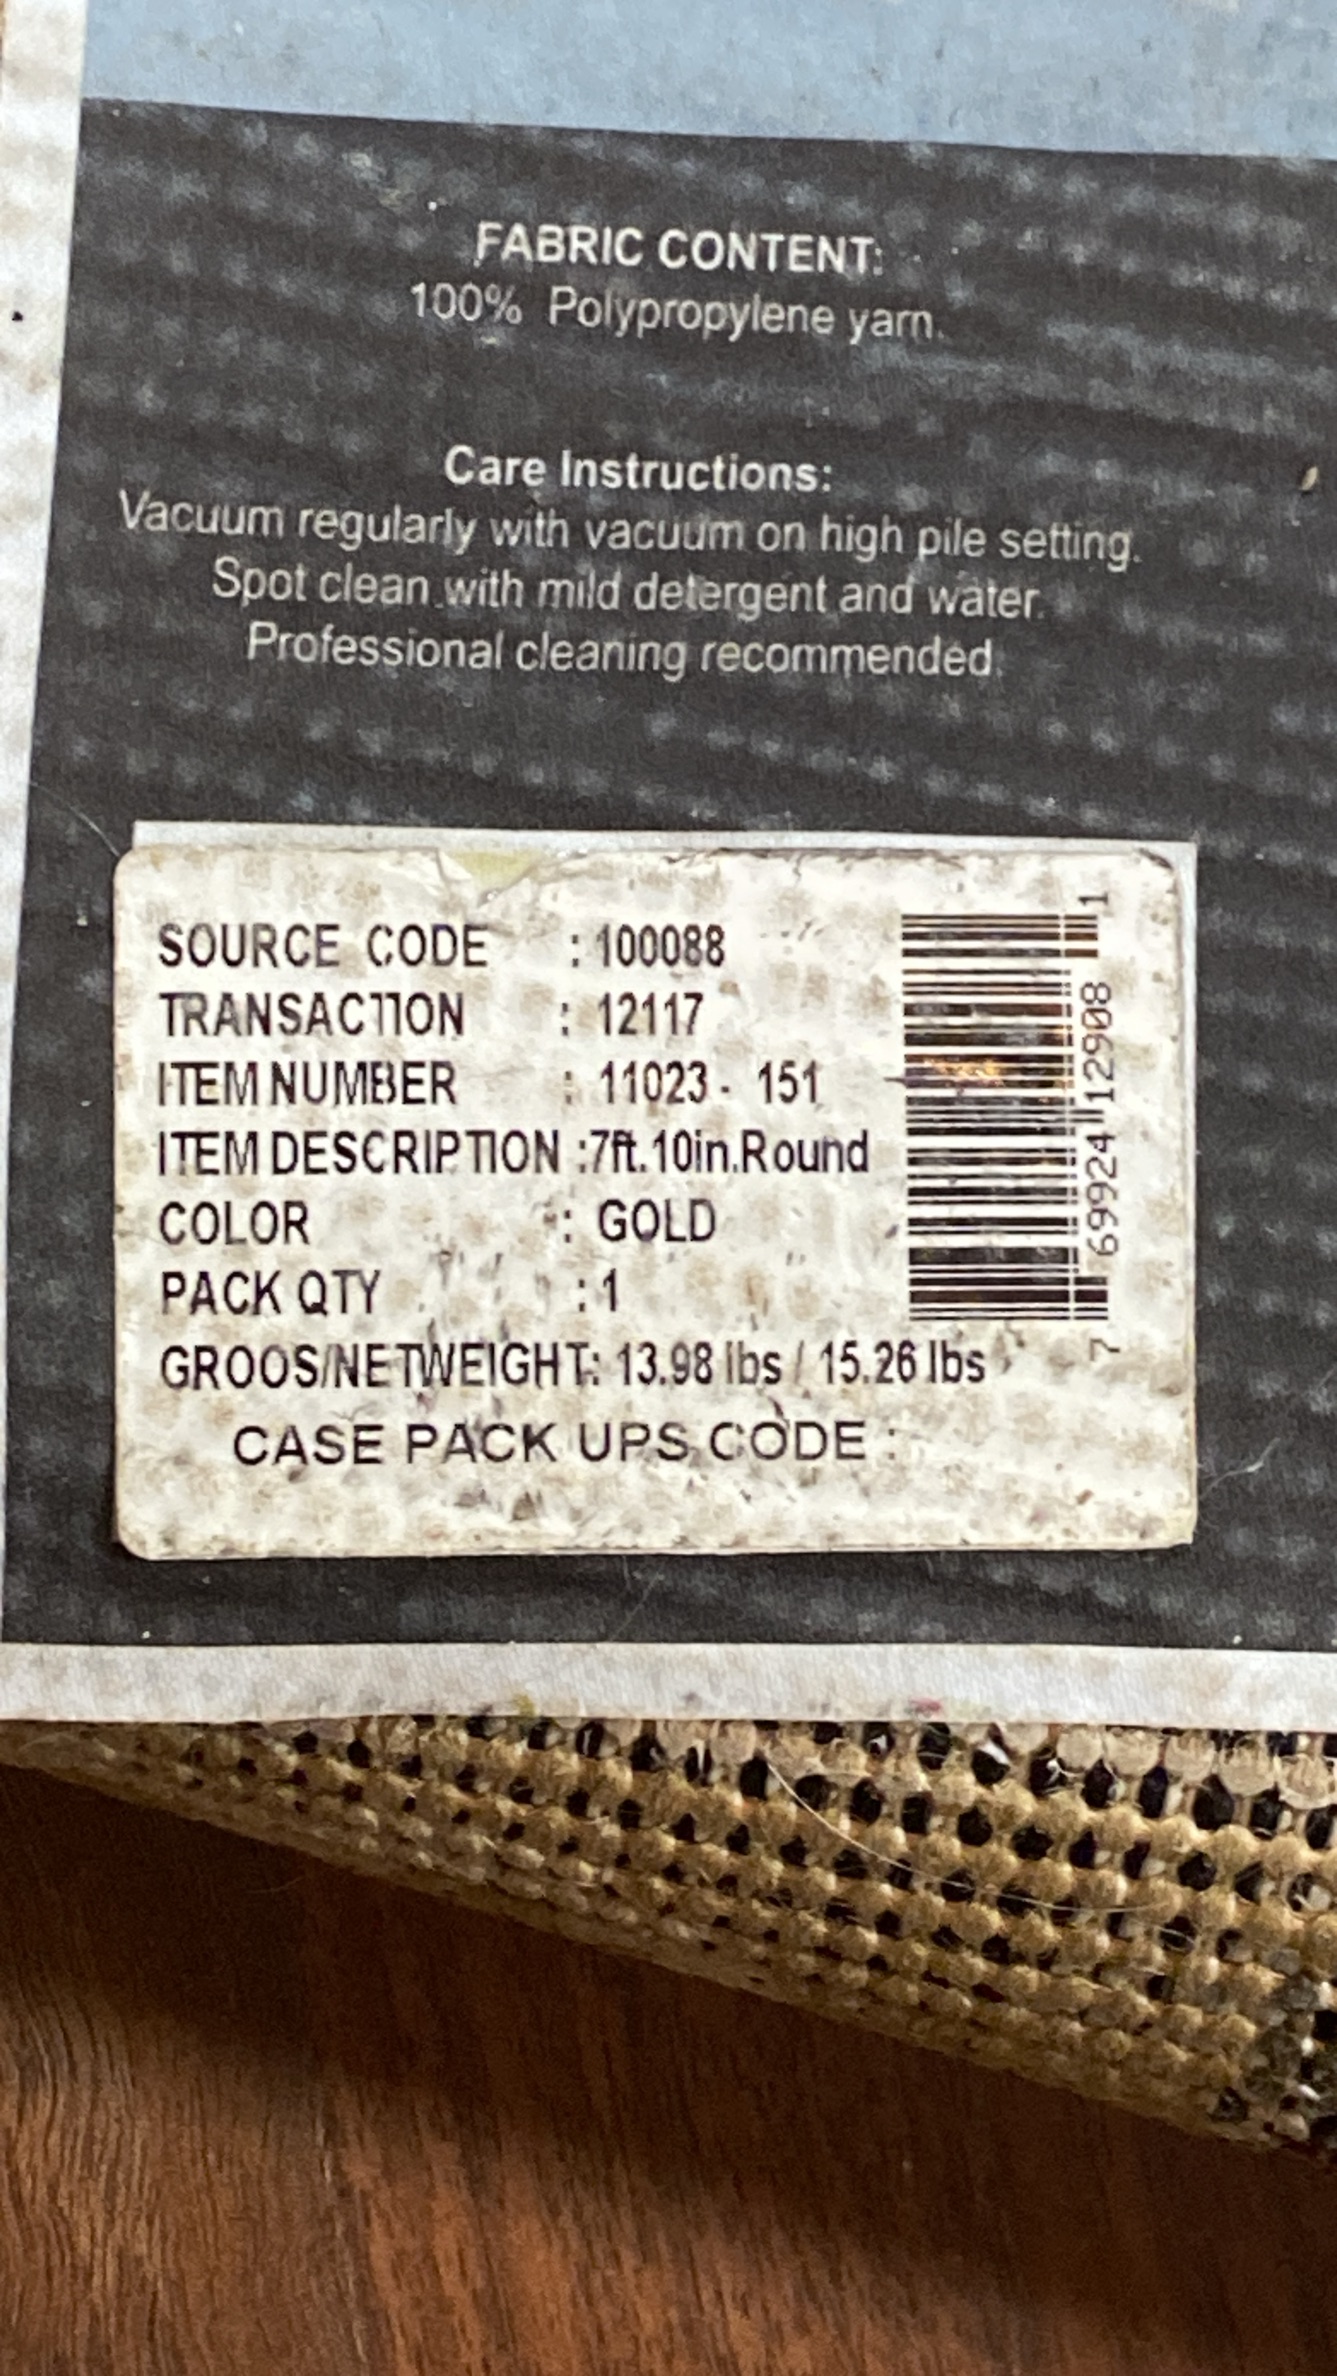 FABRIC CONTENT:
100% Polypropylene yarn.
Care Instructions:
Vacuum regularly with vacuum on high pile setting.
Spot clean with mild detergent and water.
Professional cleaning recommended.
SOURCE CODE : 100088
TRANSACTION : 12117
ITEM NUMBER : 11023 - 151
ITEM DESCRIPTION :7ft.10in.Round
COLOR : GOLD
PACK QTY : 1
GROOS/NETWEIGHT: 13.98 lbs / 15.26 lbs
CASE PACK UPS CODE :
7 69924 12908 1